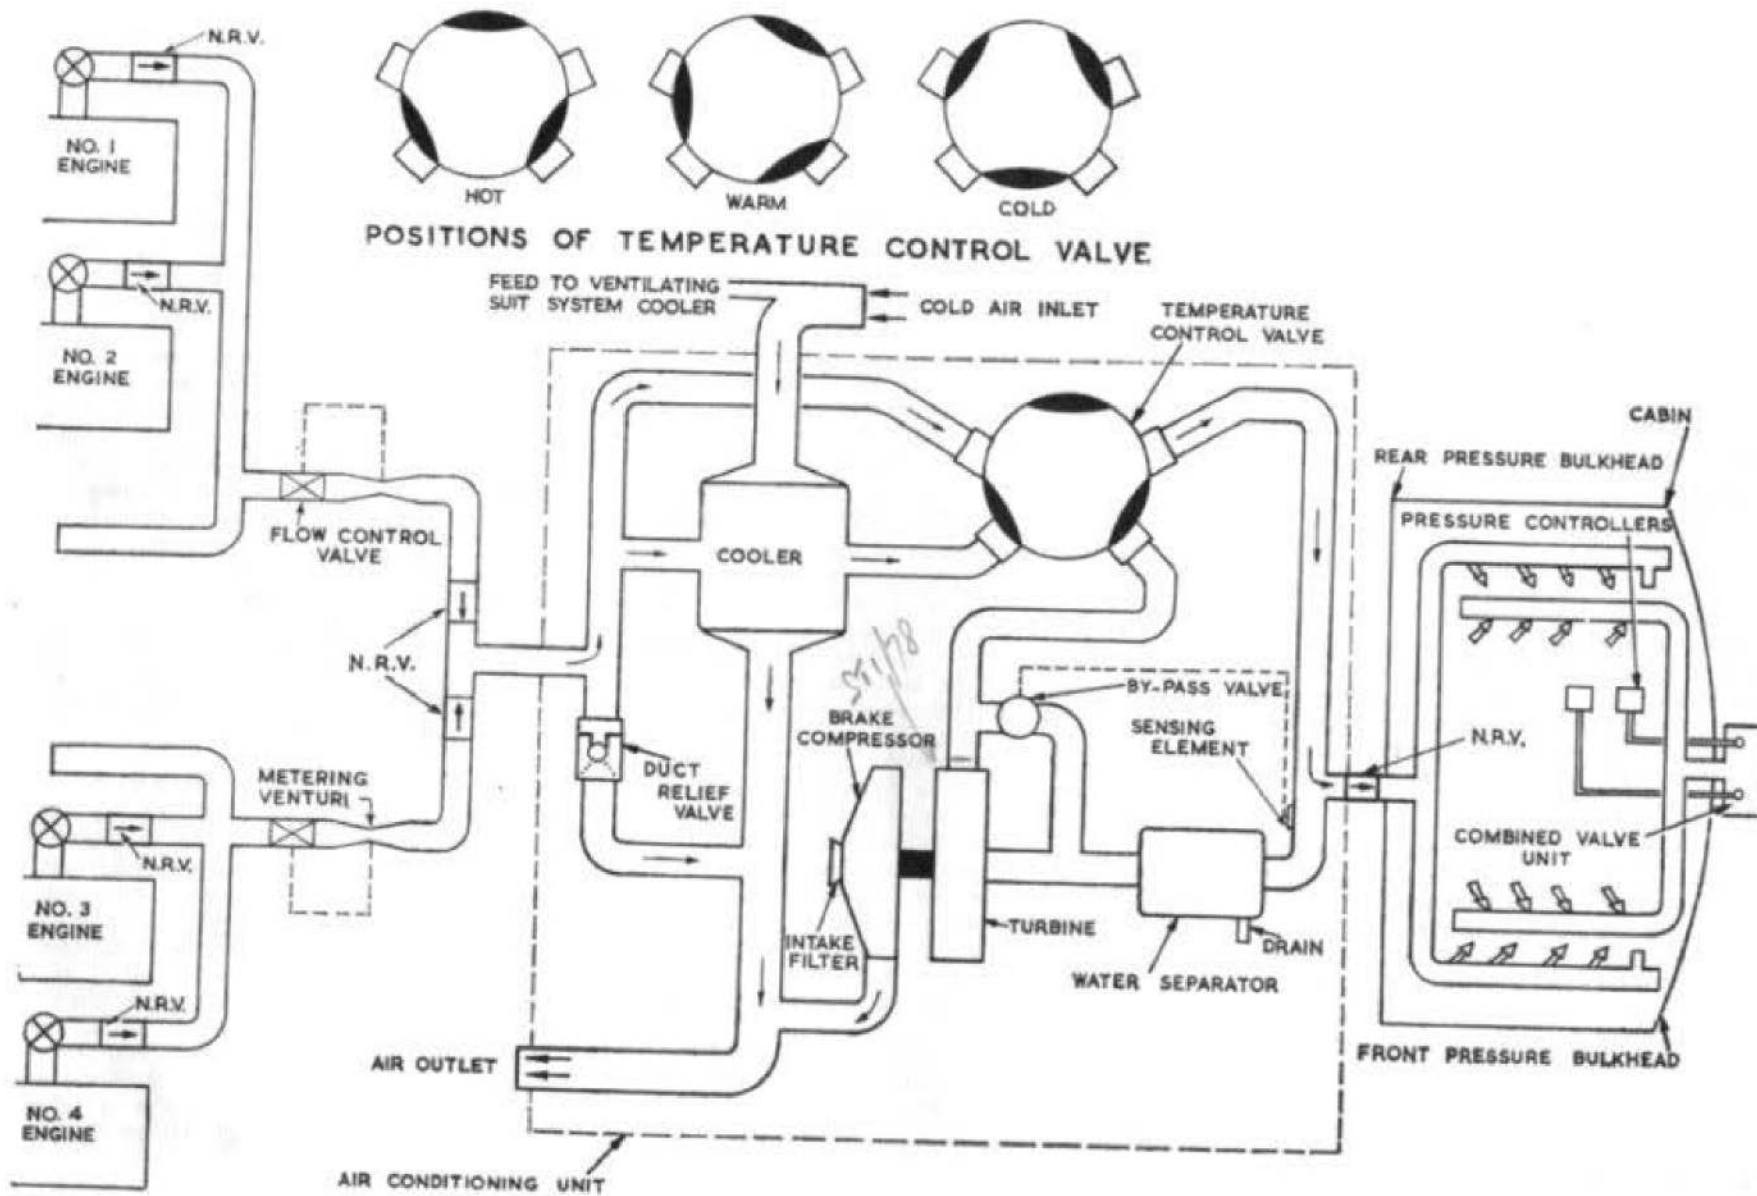 N.R.V.
NO. 1
ENGINE
HOT
WARM
COLD
POSITIONS OF TEMPERATURE CONTROL VALVE
NO. 2
ENGINE
N.R.V.
FEED TO VENTILATING
SUIT SYSTEM COOLER
COLD AIR INLET
TEMPERATURE
CONTROL VALVE
CABIN
REAR PRESSURE BULKHEAD
PRESSURE CONTROLLERS
FLOW CONTROL
VALVE
COOLER
N.R.V.
BY-PASS VALVE
BRAKE
COMPRESSOR
SENSING
ELEMENT
N.R.V.
DUCT
RELIEF
VALVE
METERING
VENTURI
COMBINED VALVE
UNIT
N.R.V.
NO. 3
ENGINE
INTAKE
FILTER
TURBINE
DRAIN
WATER SEPARATOR
N.R.V.
AIR OUTLET
FRONT PRESSURE BULKHEAD
NO. 4
ENGINE
AIR CONDITIONING UNIT